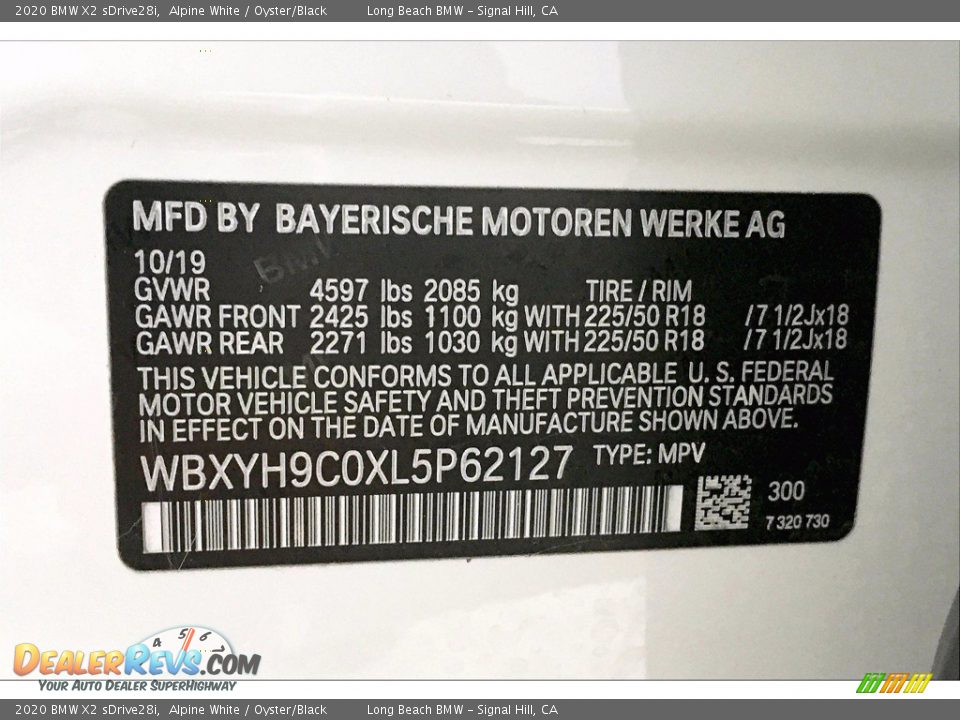 2020 BMW X2 sDrive28i, Alpine White / Oyster/Black Long Beach BMW - Signal Hill, CA
MFD BY BAYERISCHE MOTOREN WERKE AG
10/19
GVWR 4597 lbs 2085 kg TIRE / RIM
GAWR FRONT 2425 lbs 1100 kg WITH 225/50 R18 /7 1/2Jx18
GAWR REAR 2271 lbs 1030 kg WITH 225/50 R18 /7 1/2Jx18
THIS VEHICLE CONFORMS TO ALL APPLICABLE U. S. FEDERAL
MOTOR VEHICLE SAFETY AND THEFT PREVENTION STANDARDS
IN EFFECT ON THE DATE OF MANUFACTURE SHOWN ABOVE.
WBXYH9C0XL5P62127 TYPE: MPV
300
7 320 730
4 5 6
DEALERREVS.COM
YOUR AUTO DEALER SUPERHIGHWAY
2020 BMW X2 sDrive28i, Alpine White / Oyster/Black Long Beach BMW - Signal Hill, CA